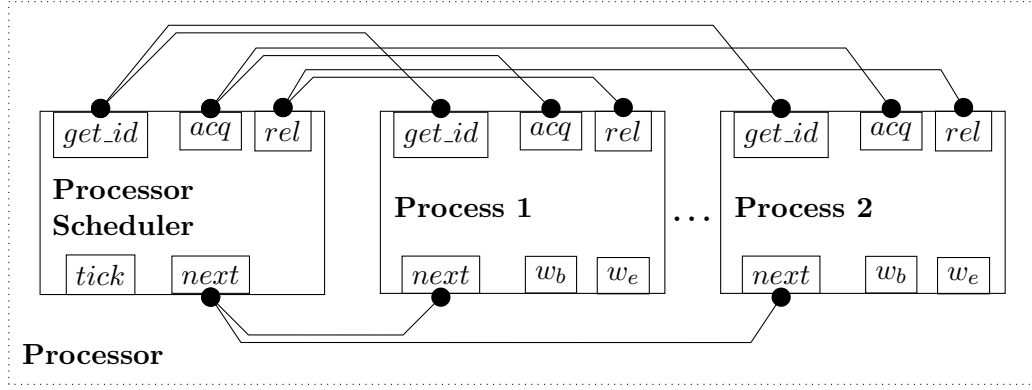 get_id acq rel get_id acq rel get_id acq rel
Processor
Scheduler
Process 1
...
Process 2
tick next next w_b w_e next w_b w_e
Processor